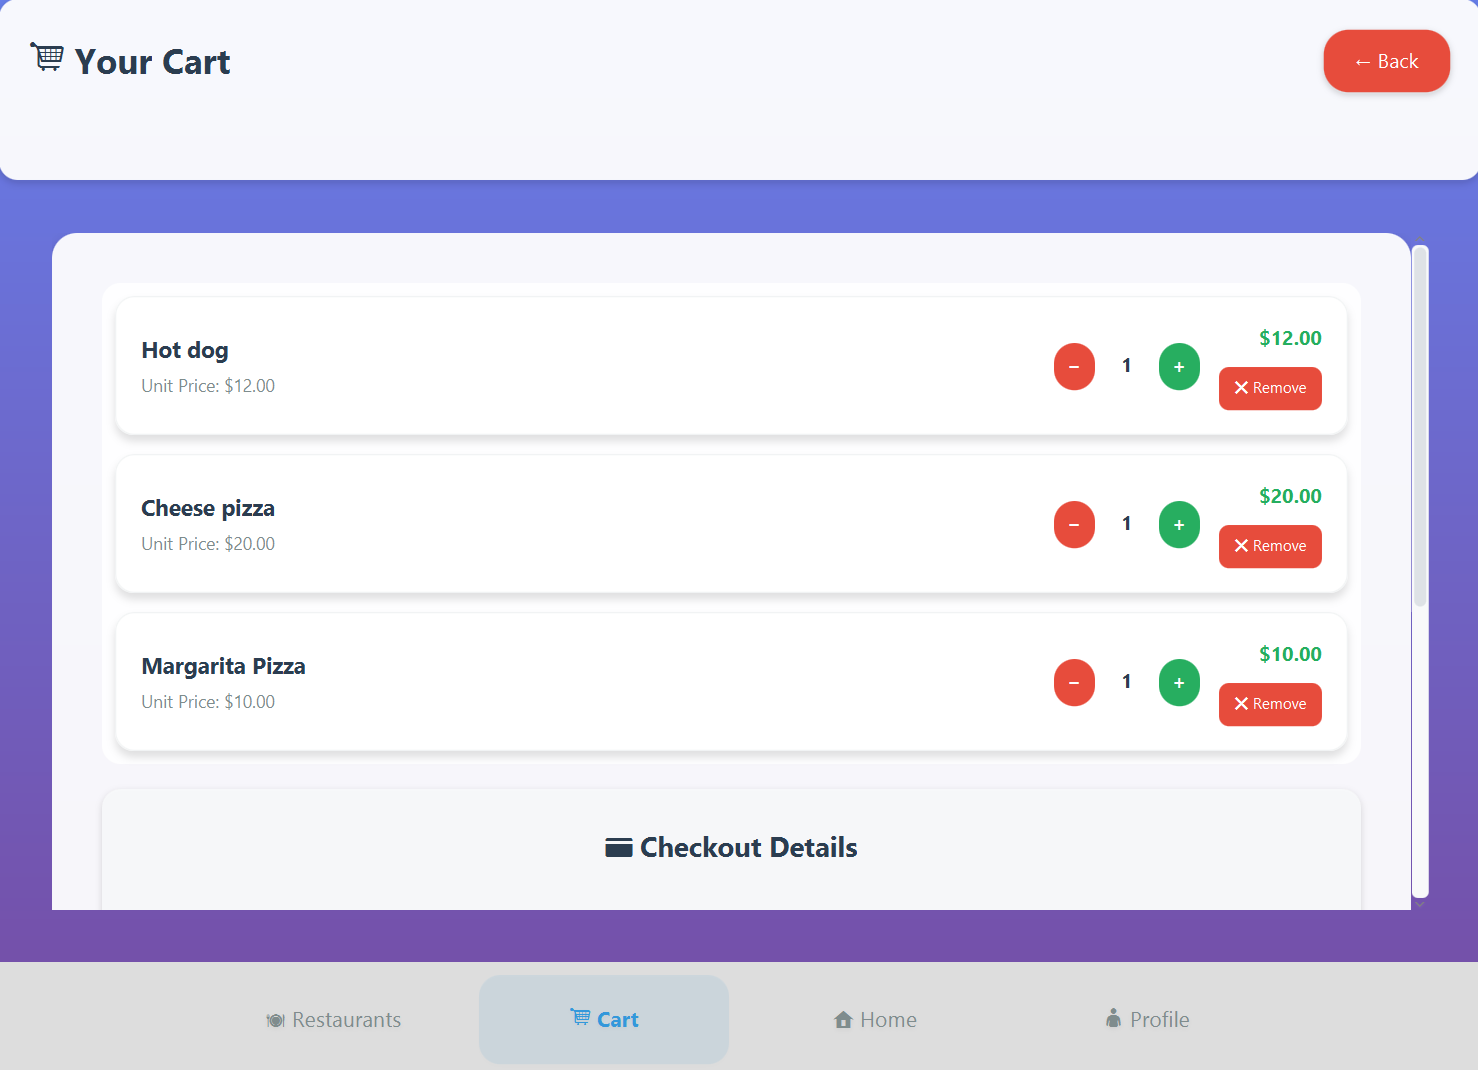 🛒 Your Cart
← Back
Hot dog
Unit Price: $12.00
− 1 +
$12.00
✕ Remove
Cheese pizza
Unit Price: $20.00
− 1 +
$20.00
✕ Remove
Margarita Pizza
Unit Price: $10.00
− 1 +
$10.00
✕ Remove
💳 Checkout Details
🍽 Restaurants
🛒 Cart
🏠 Home
👤 Profile